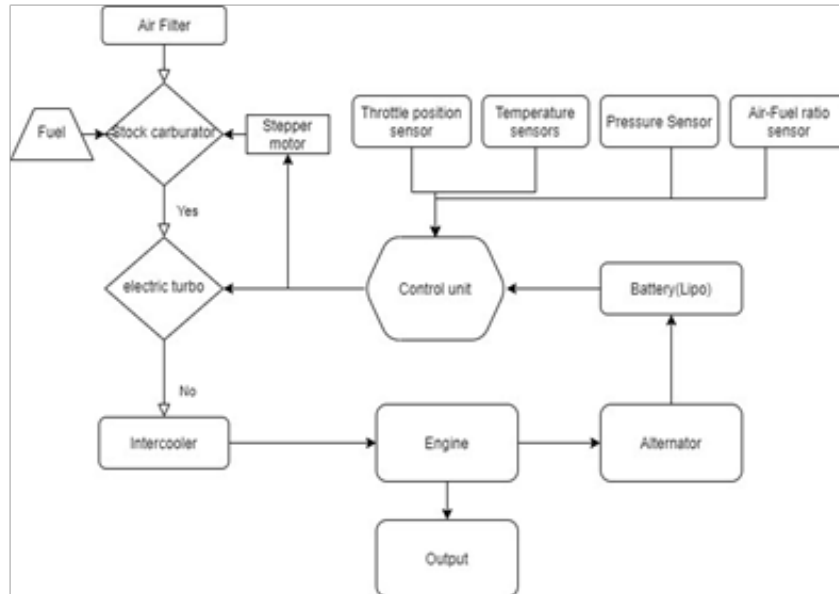 Air Filter
Fuel
Stock carburator
Stepper
motor
Throttle position
sensor
Temperature
sensors
Pressure Sensor
Air-Fuel ratio
sensor
Yes
electric turbo
Control unit
Battery(Lipo)
No
Intercooler
Engine
Alternator
Output